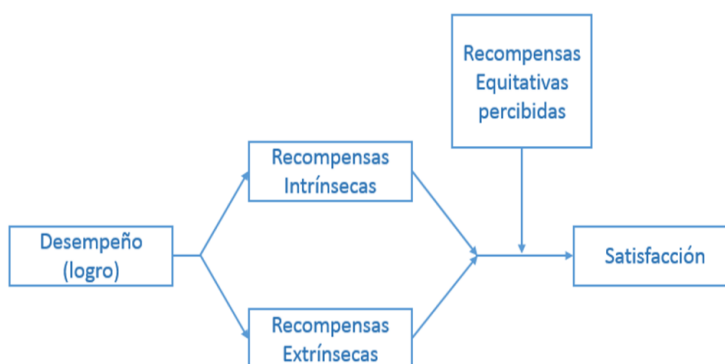 Recompensas
Equitativas
percibidas
Recompensas
Intrínsecas
Desempeño
(logro)
Satisfacción
Recompensas
Extrínsecas